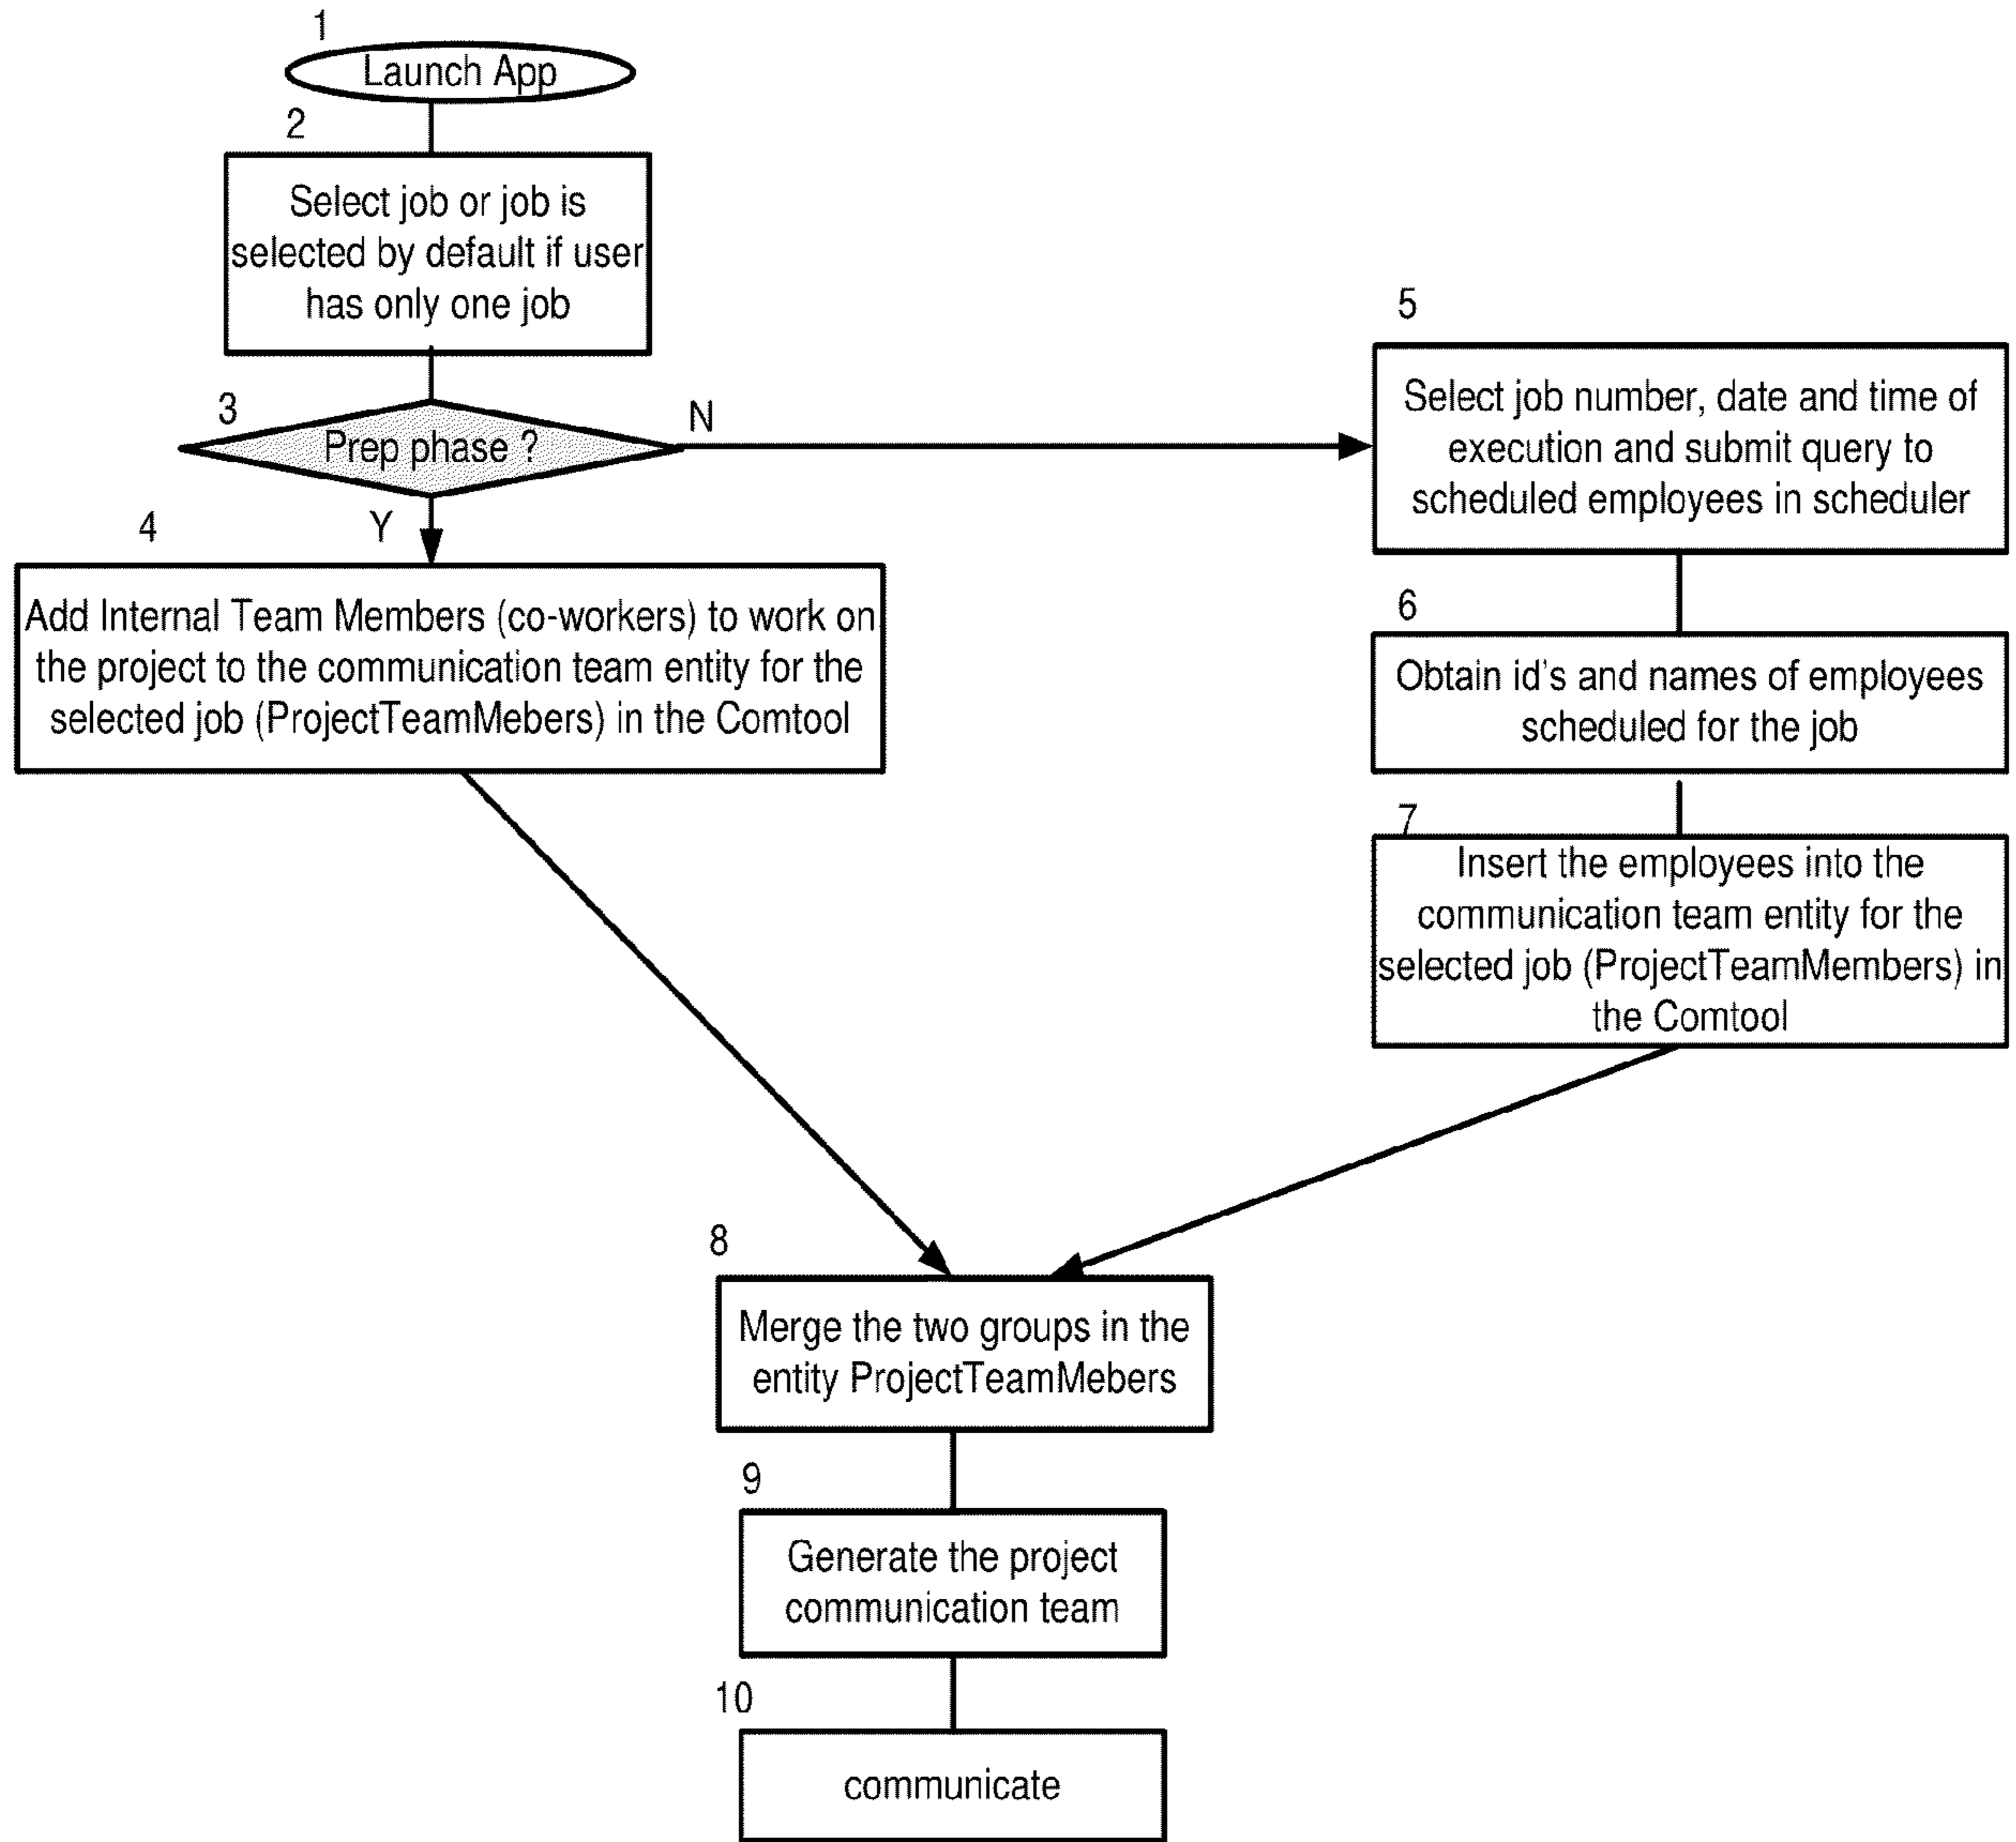 1
Launch App
2
Select job or job is
selected by default if user
has only one job
3
Prep phase ?
N
Y
4
Add Internal Team Members (co-workers) to work on
the project to the communication team entity for the
selected job (ProjectTeamMebers) in the Comtool
5
Select job number, date and time of
execution and submit query to
scheduled employees in scheduler
6
Obtain id's and names of employees
scheduled for the job
7
Insert the employees into the
communication team entity for the
selected job (ProjectTeamMembers) in
the Comtool
8
Merge the two groups in the
entity ProjectTeamMebers
9
Generate the project
communication team
10
communicate